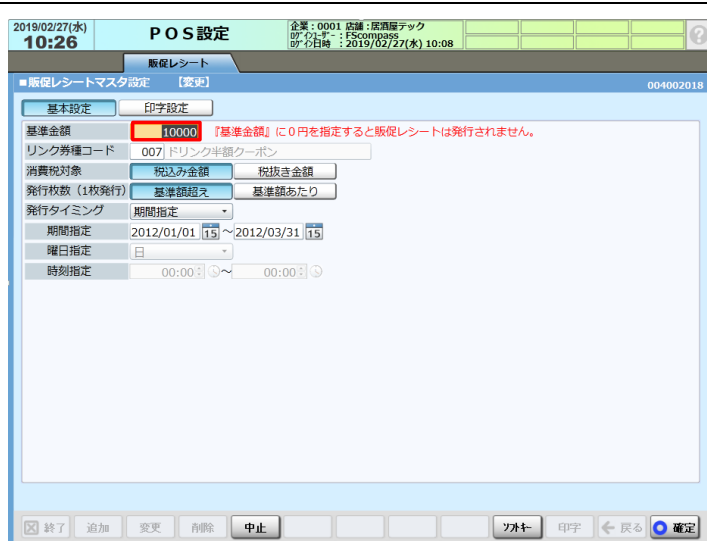 2019/02/27(水)
10:26
POS設定
企業:0001 店舗:居酒屋テック
ﾛｸﾞｲﾝﾕｰｻﾞｰ:FScompass
ﾛｸﾞｲﾝ日時 :2019/02/27(水) 10:08
?
販促レシート
■販促レシートマスタ設定 【変更】
004002018
基本設定 印字設定
基準金額 10000 『基準金額』に0円を指定すると販促レシートは発行されません。
リンク券種コード 007 ドリンク半額クーポン
消費税対象 税込み金額 税抜き金額
発行枚数(1枚発行) 基準額超え 基準額あたり
発行タイミング 期間指定
期間指定 2012/01/01 15 ～ 2012/03/31 15
曜日指定 日
時刻指定 00:00 ～ 00:00
終了 追加 変更 削除 中止 ｿﾌﾄｷｰ 印字 戻る 確定